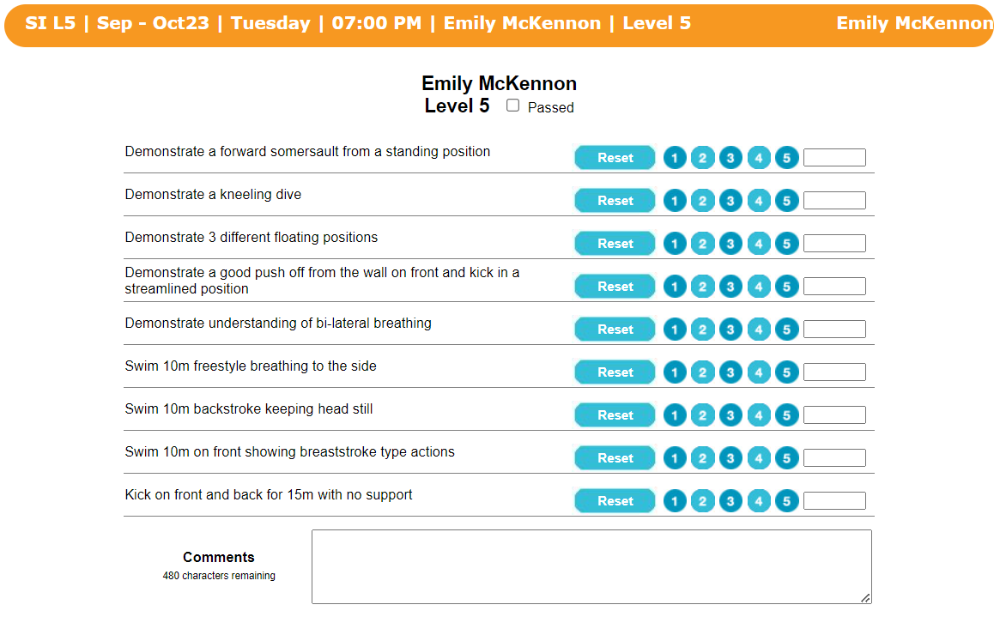 SI L5 | Sep - Oct23 | Tuesday | 07:00 PM | Emily McKennon | Level 5 Emily McKennon
Emily McKennon
Level 5 Passed
Demonstrate a forward somersault from a standing position Reset 1 2 3 4 5
Demonstrate a kneeling dive Reset 1 2 3 4 5
Demonstrate 3 different floating positions Reset 1 2 3 4 5
Demonstrate a good push off from the wall on front and kick in a
streamlined position Reset 1 2 3 4 5
Demonstrate understanding of bi-lateral breathing Reset 1 2 3 4 5
Swim 10m freestyle breathing to the side Reset 1 2 3 4 5
Swim 10m backstroke keeping head still Reset 1 2 3 4 5
Swim 10m on front showing breaststroke type actions Reset 1 2 3 4 5
Kick on front and back for 15m with no support Reset 1 2 3 4 5
Comments
480 characters remaining